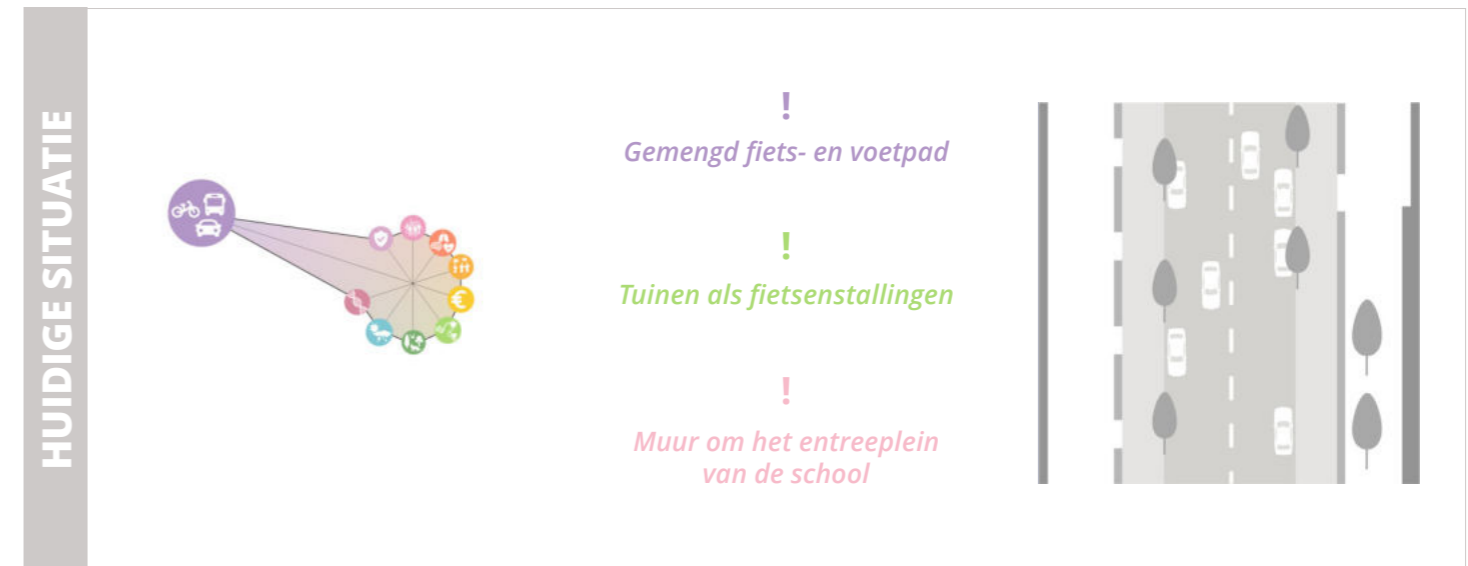 HUIDIGE SITUATIE
!
Gemengd fiets- en voetpad
!
Tuinen als fietsenstallingen
!
Muur om het entreeplein
van de school
€